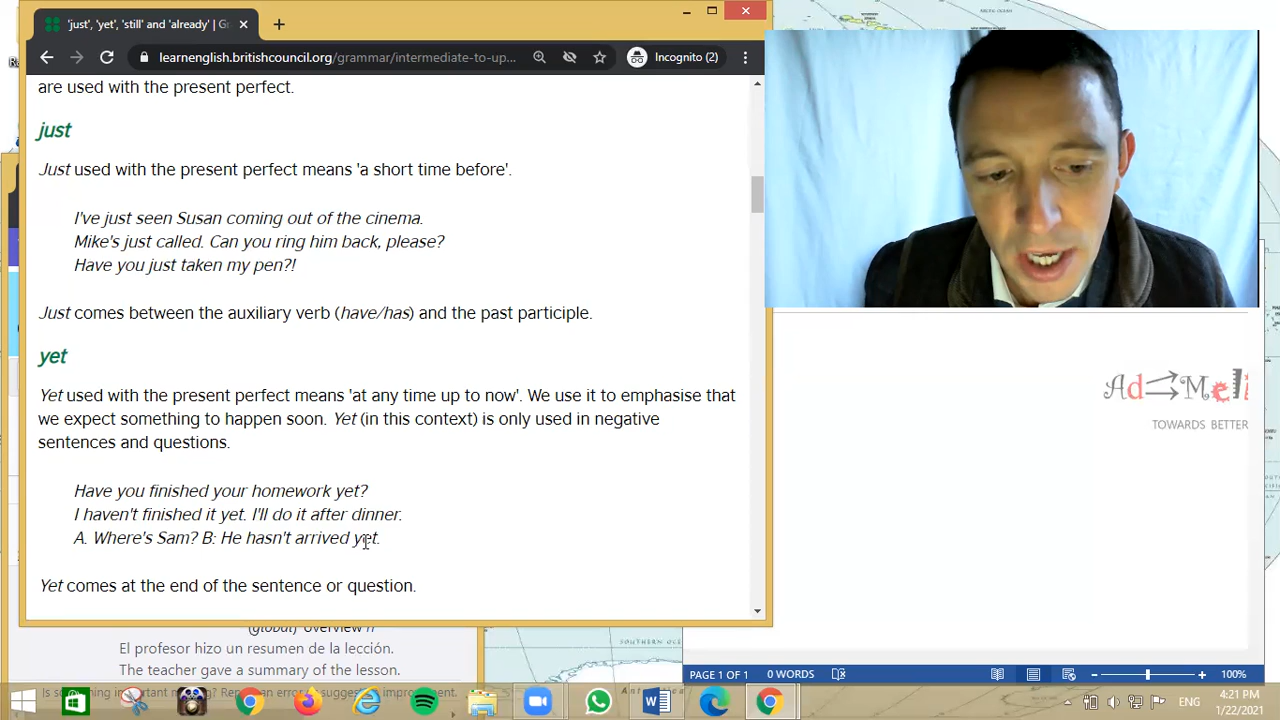 'just', 'yet', 'still' and 'already' | G
learnenglish.britishcouncil.org/grammar/intermediate-to-up...
Incognito (2)
are used with the present perfect.
just
Just used with the present perfect means 'a short time before'.
I've just seen Susan coming out of the cinema.
Mike's just called. Can you ring him back, please?
Have you just taken my pen?!
Just comes between the auxiliary verb (have/has) and the past participle.
yet
Yet used with the present perfect means 'at any time up to now'. We use it to emphasise that
we expect something to happen soon. Yet (in this context) is only used in negative
sentences and questions.
Have you finished your homework yet?
I haven't finished it yet. I'll do it after dinner.
A. Where's Sam? B: He hasn't arrived yet.
Yet comes at the end of the sentence or question.
TOWARDS BETTER
(global) overview n
El profesor hizo un resumen de la lección.
The teacher gave a summary of the lesson.
SOUTHERN OCE
PAGE 1 OF 1
0 WORDS
100%
ENG
4:21 PM
1/22/2021